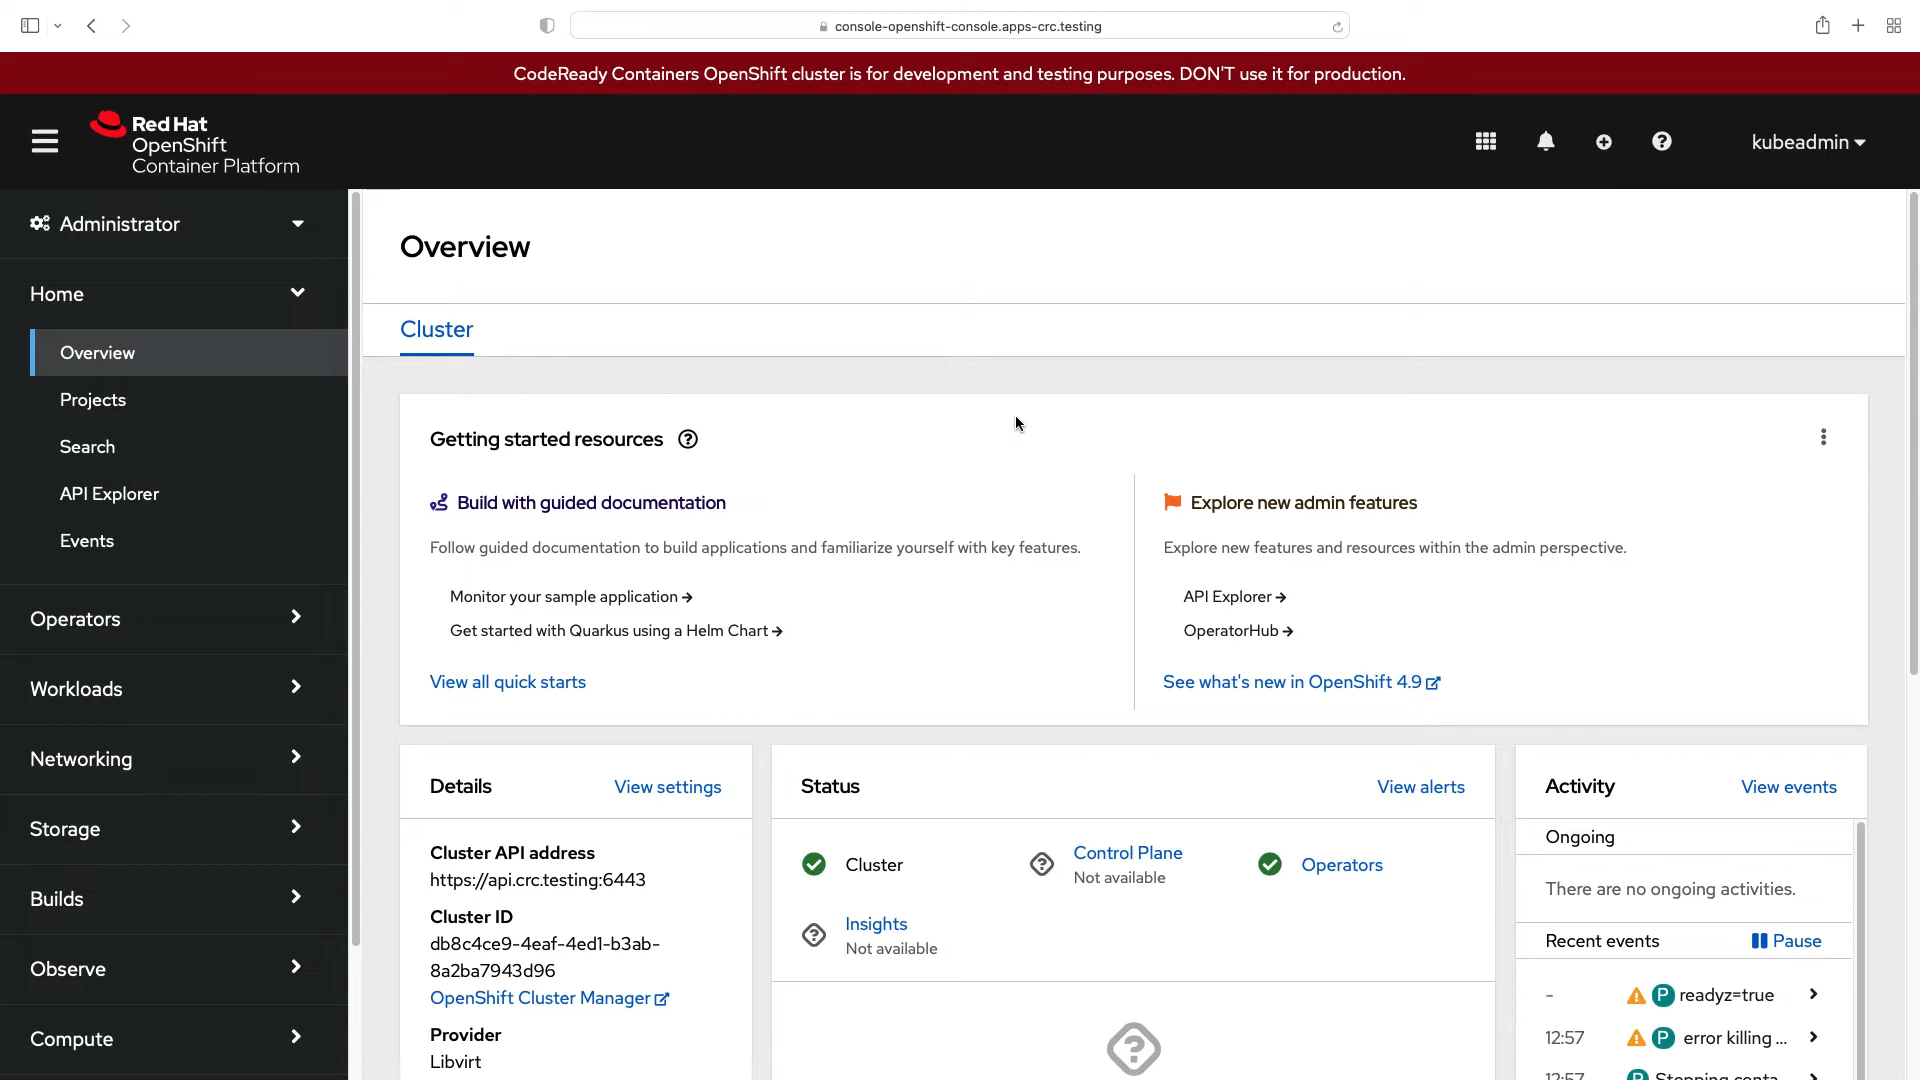 console-openshift-console.apps-crc.testing
CodeReady Containers OpenShift cluster is for development and testing purposes. DON'T use it for production.
Red Hat
OpenShift
Container Platform
kubeadmin
Administrator
Home
Overview
Projects
Search
API Explorer
Events
Operators
Workloads
Networking
Storage
Builds
Observe
Compute
Overview
Cluster
Getting started resources
Build with guided documentation
Follow guided documentation to build applications and familiarize yourself with key features.
Monitor your sample application →
Get started with Quarkus using a Helm Chart →
View all quick starts
Explore new admin features
Explore new features and resources within the admin perspective.
API Explorer →
OperatorHub →
See what's new in OpenShift 4.9
Details
View settings
Cluster API address
https://api.crc.testing:6443
Cluster ID
db8c4ce9-4eaf-4ed1-b3ab-
8a2ba7943d96
OpenShift Cluster Manager
Provider
Libvirt
Status
View alerts
Cluster
Control Plane
Not available
Operators
Insights
Not available
Activity
View events
Ongoing
There are no ongoing activities.
Recent events
Pause
- P readyz=true
12:57 P error killing ...
12:57 P Stopping conta...